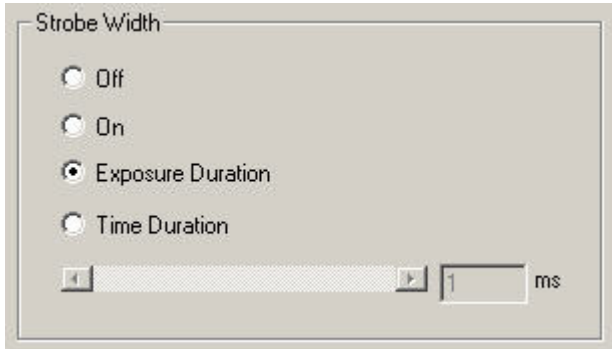 Strobe Width
Off
On
Exposure Duration
Time Duration
1 ms